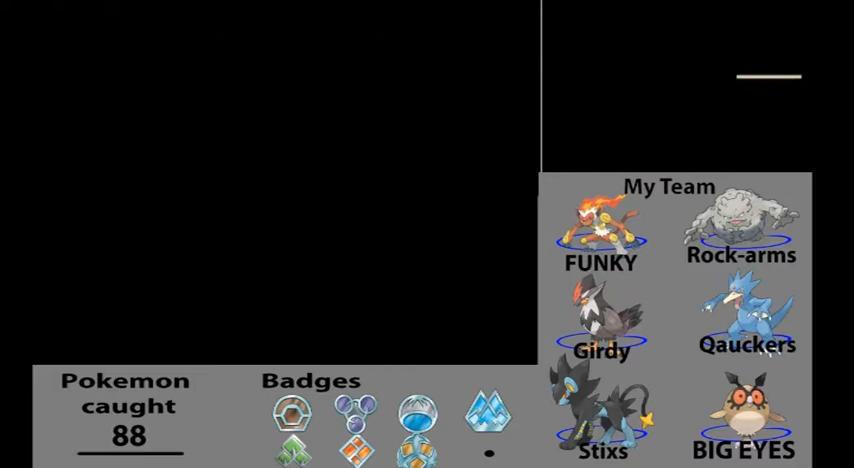 My Team
FUNKY
Rock-arms
Girdy
Qauckers
Stixs
BIG EYES
Pokemon
caught
88
Badges